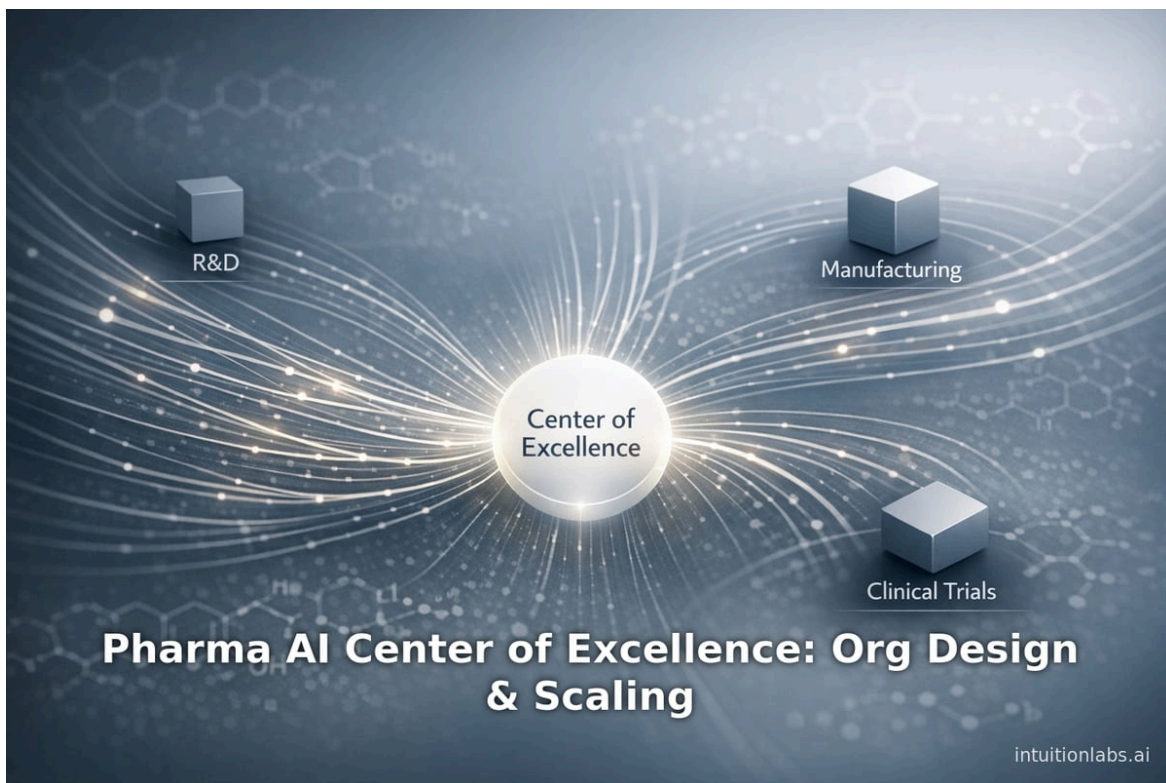 R&D
Manufacturing
Center of
Excellence
Clinical Trials
Pharma AI Center of Excellence: Org Design
& Scaling
intuitionlabs.ai